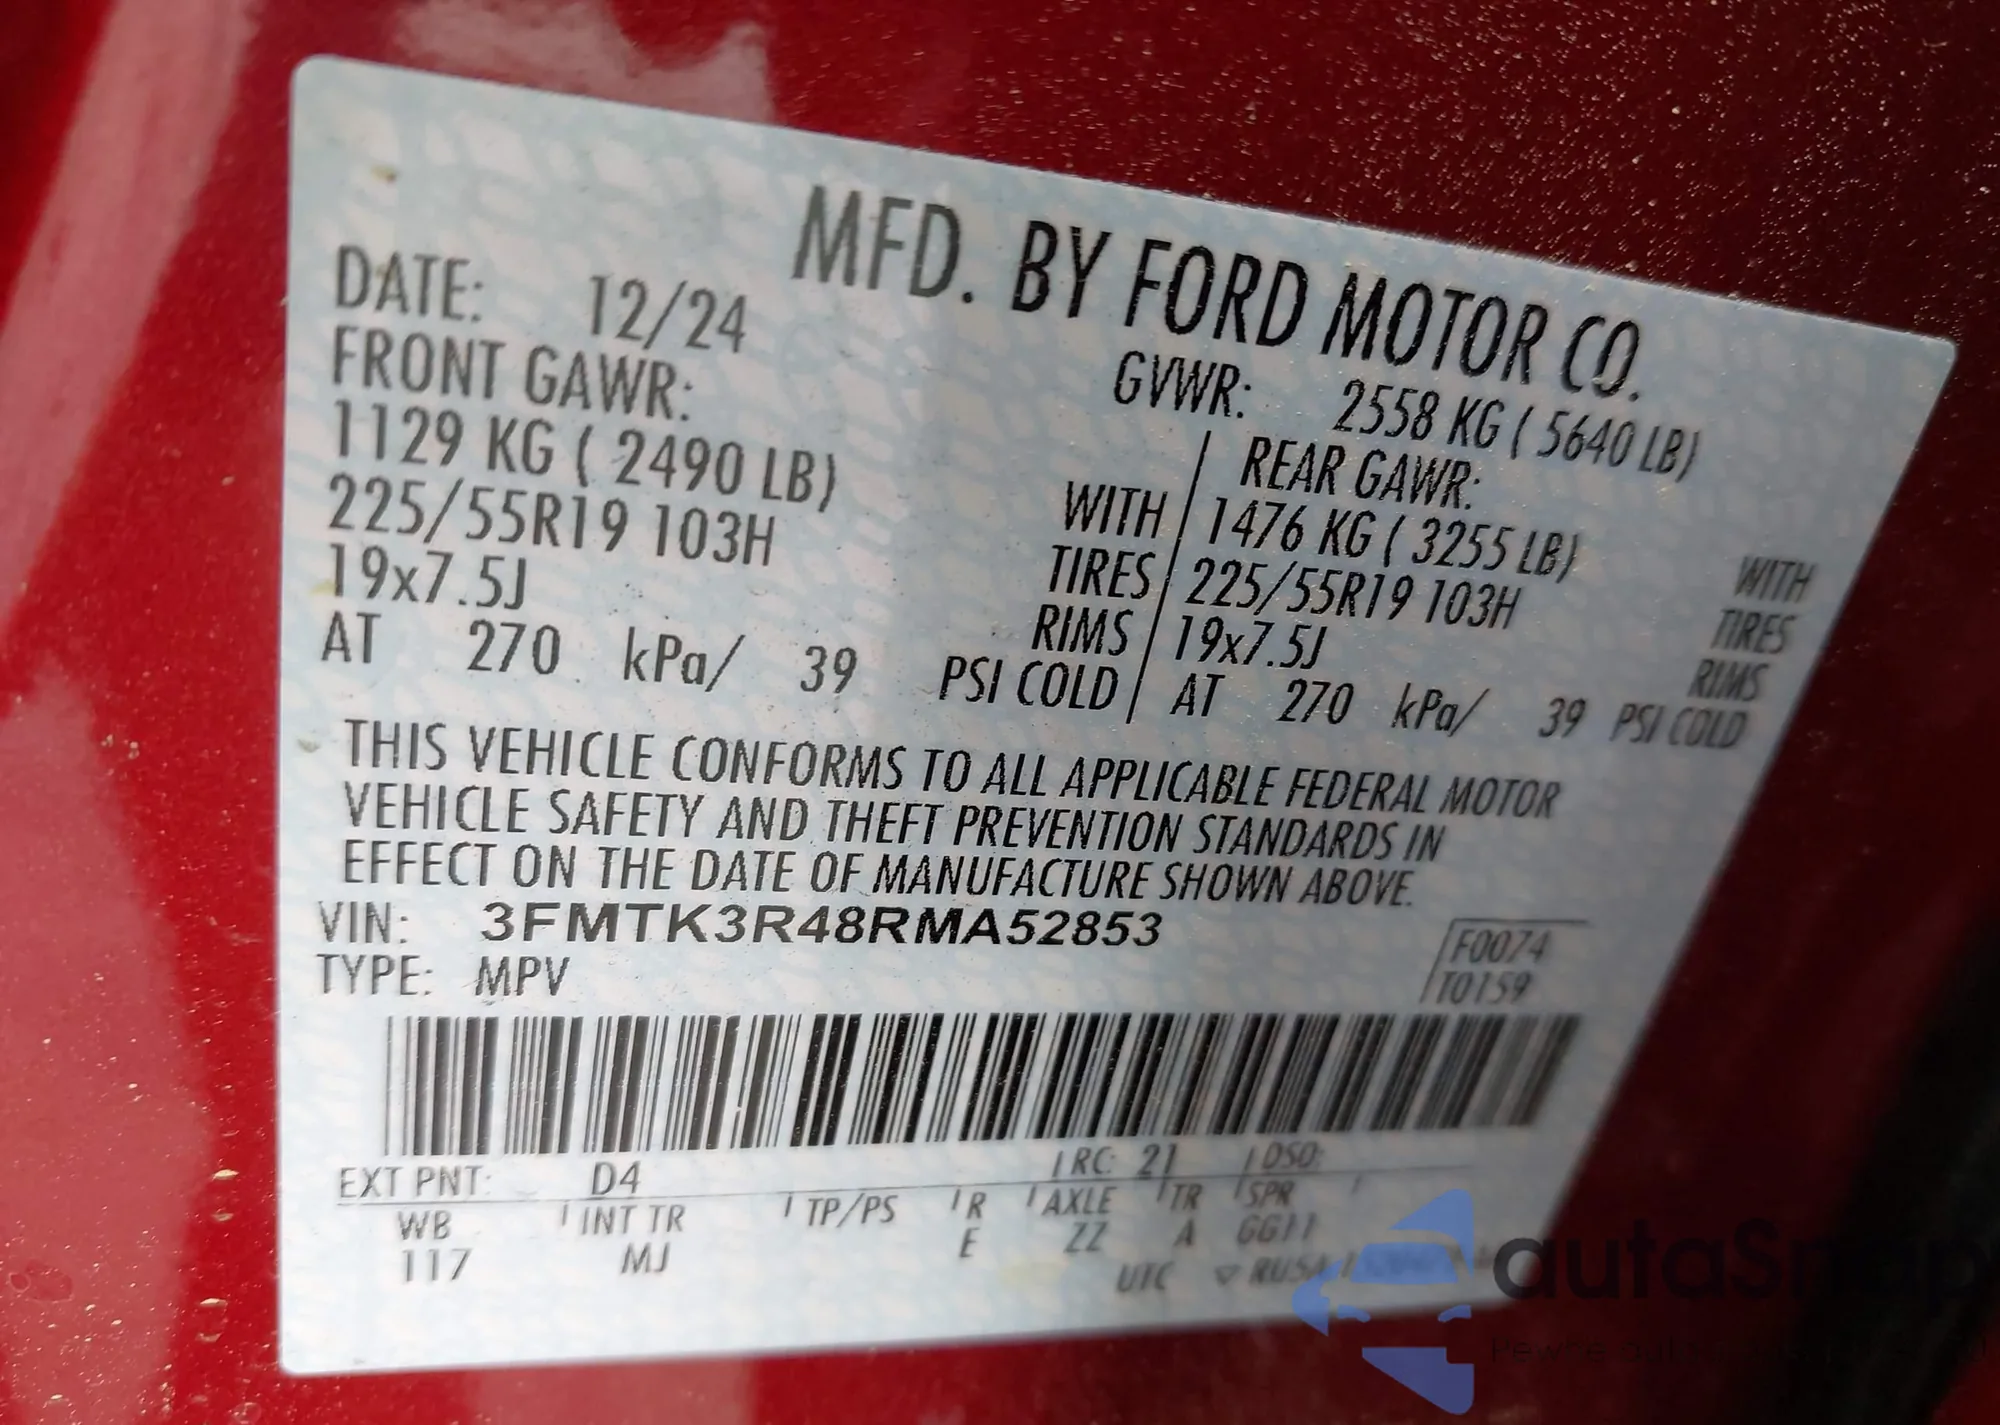 MFD. BY FORD MOTOR CO.
DATE: 12/24 GVWR: 2558 KG ( 5640 LB)
FRONT GAWR: REAR GAWR:
1129 KG ( 2490 LB) WITH 1476 KG ( 3255 LB) WITH
225/55R19 103H TIRES 225/55R19 103H TIRES
19x7.5J RIMS 19x7.5J RIMS
AT 270 kPa/ 39 PSI COLD AT 270 kPa/ 39 PSI COLD
THIS VEHICLE CONFORMS TO ALL APPLICABLE FEDERAL MOTOR
VEHICLE SAFETY AND THEFT PREVENTION STANDARDS IN
EFFECT ON THE DATE OF MANUFACTURE SHOWN ABOVE.
VIN: 3FMTK3R48RMA52853 F0074
TYPE: MPV T0159
EXT PNT: D4 RC: 21 DSO:
WB INT TR TP/PS R AXLE TR SPR
117 MJ E ZZ A GG11
UTC